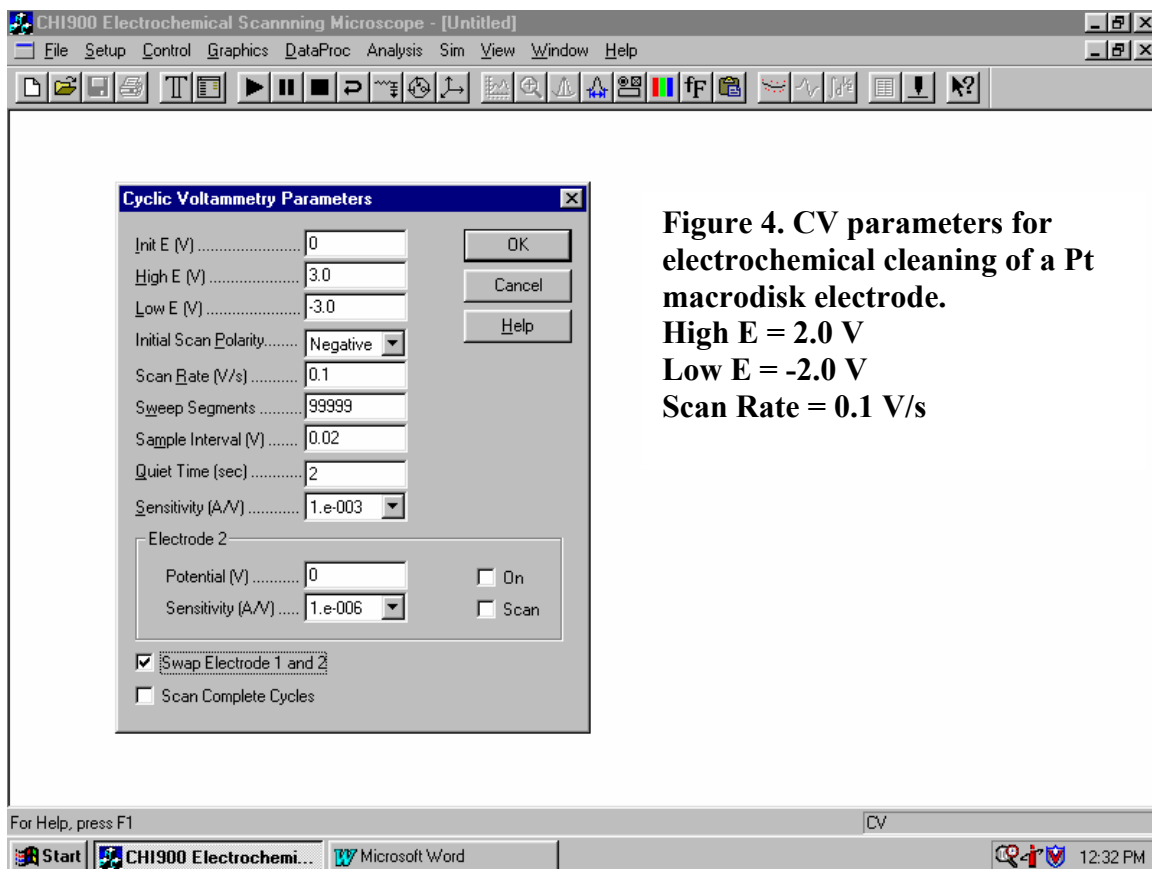 CHI900 Electrochemical Scannning Microscope - [Untitled]
File Setup Control Graphics DataProc Analysis Sim View Window Help
Cyclic Voltammetry Parameters
Init E (V) ....................... 0
High E (V) .................... 3.0
Low E (V) ..................... -3.0
Initial Scan Polarity....... Negative
Scan Rate (V/s) .......... 0.1
Sweep Segments ......... 99999
Sample Interval (V) ....... 0.02
Quiet Time (sec) ........... 2
Sensitivity (A/V) ............ 1.e-003
OK
Cancel
Help
Electrode 2
Potential (V) .......... 0
On
Sensitivity (A/V) ..... 1.e-006
Scan
Swap Electrode 1 and 2
Scan Complete Cycles
Figure 4. CV parameters for
electrochemical cleaning of a Pt
macrodisk electrode.
High E = 2.0 V
Low E = -2.0 V
Scan Rate = 0.1 V/s
For Help, press F1
CV
Start
CHI900 Electrochemi...
Microsoft Word
12:32 PM